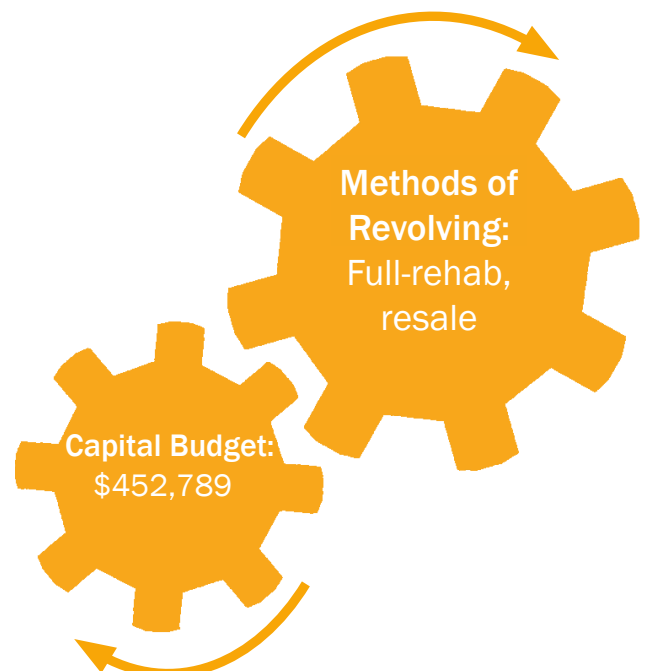 Methods of
Revolving:
Full-rehab,
resale
Capital Budget:
$452,789